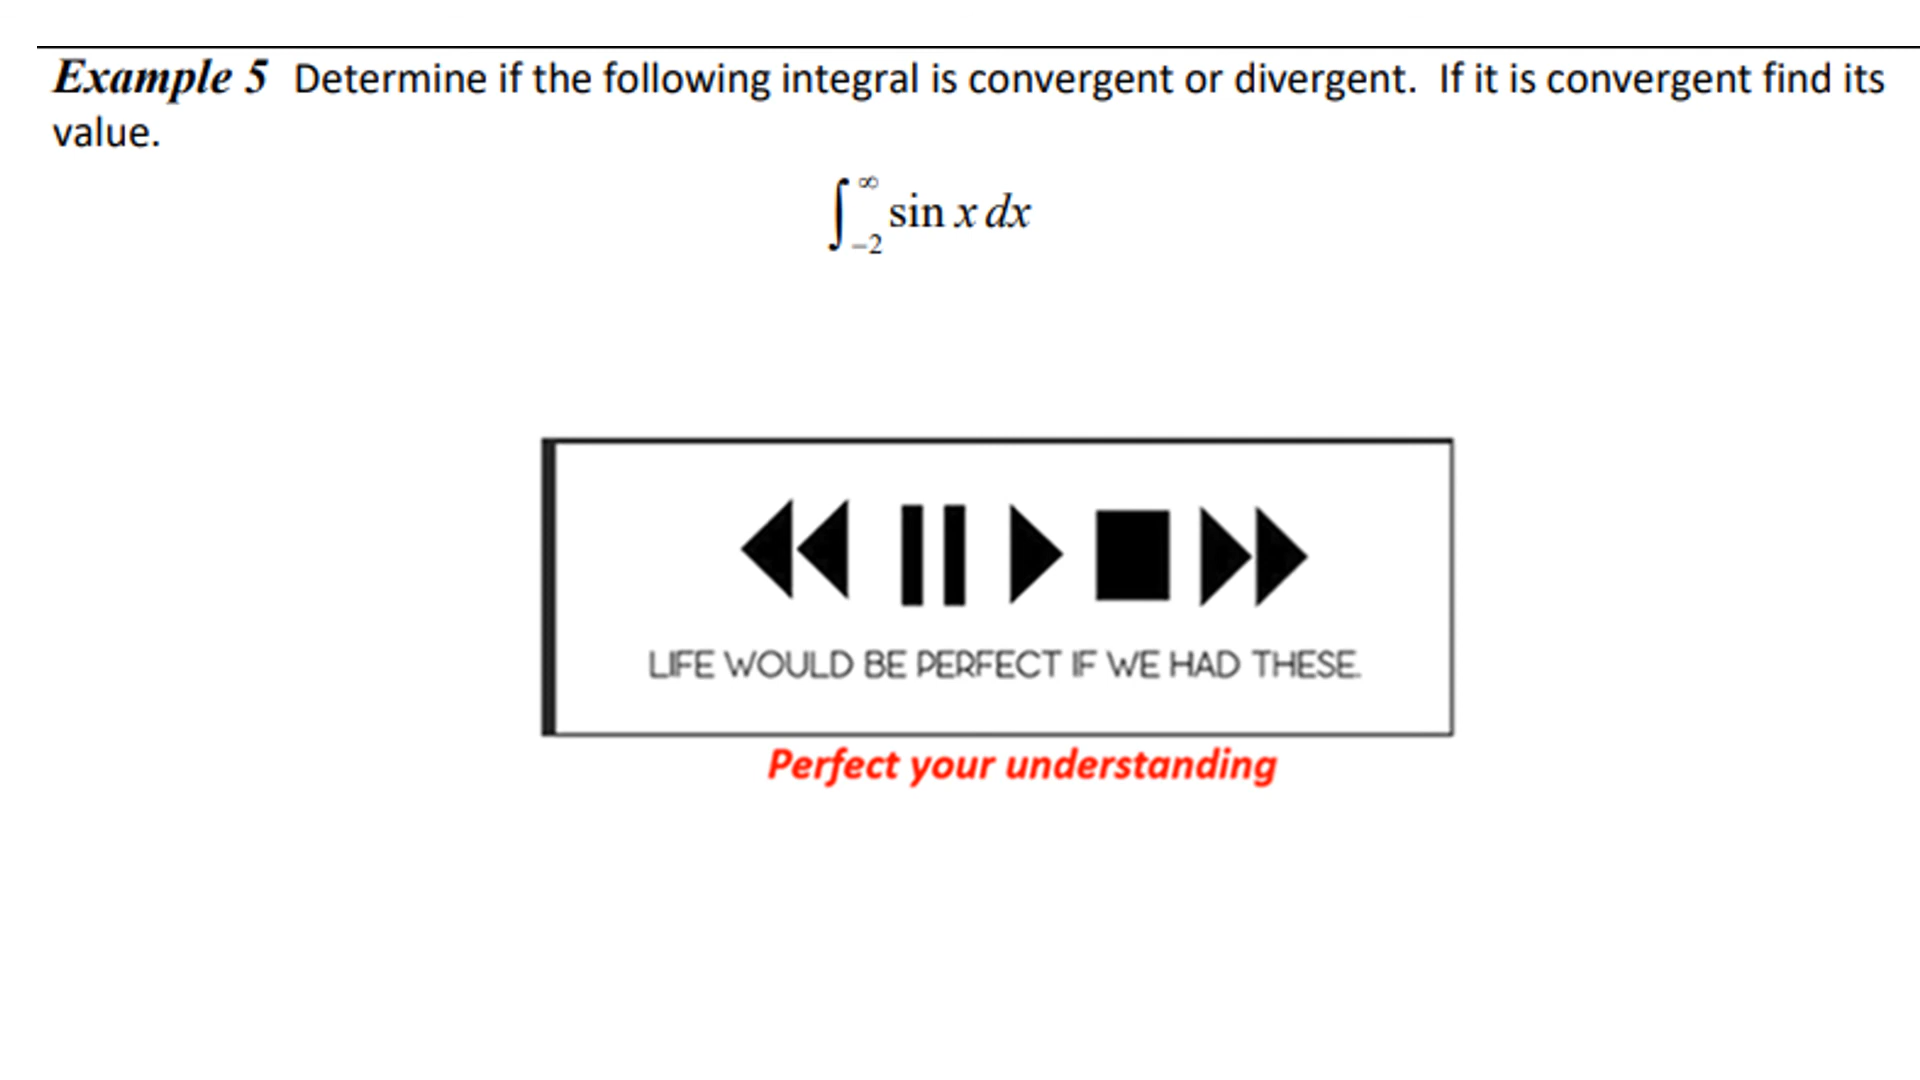 Example 5 Determine if the following integral is convergent or divergent. If it is convergent find its
value.
∫_{-2}^{∞} sin x dx
LIFE WOULD BE PERFECT IF WE HAD THESE.
Perfect your understanding